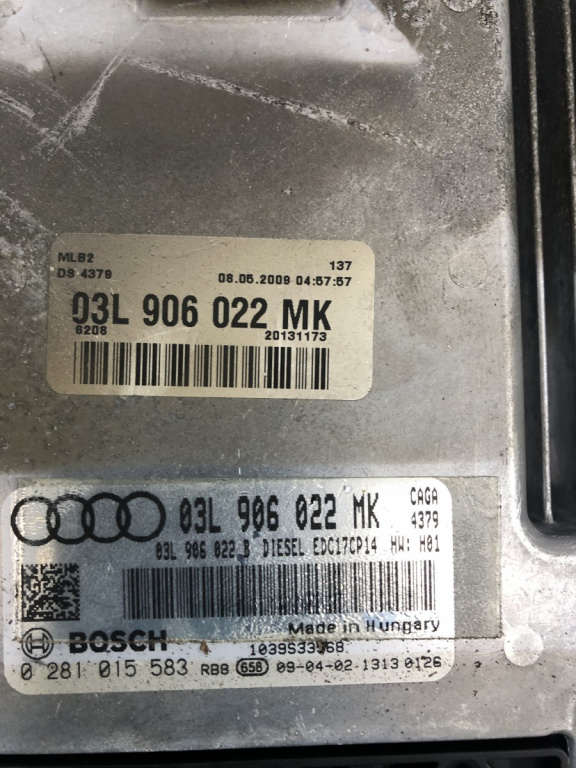 MLB2 137
DS 4379 08.05.2009 04:57:57
03L 906 022 MK
6208 20131173
03L 906 022 MK CAGA
4379
03L 906 022 B DIESEL EDC17CP14 HW: H01
Made in Hungary
BOSCH 1039S33968
0 281 015 583 RB8 658 09-04-02-1313 0126